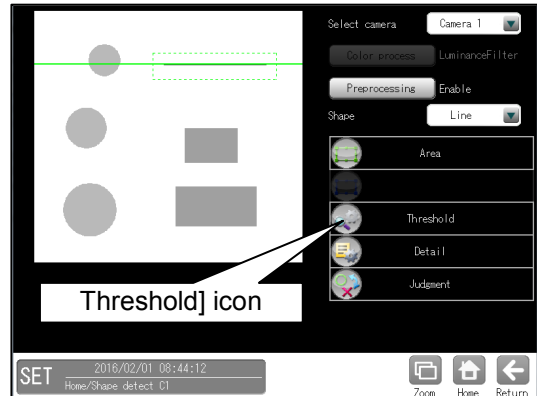 Select camera
Camera 1
Color process
LuminanceFilter
Preprocessing
Enable
Shape
Line
Area
Threshold
Detail
Judgment
Threshold] icon
SET
2016/02/01 08:44:12
Home/Shape detect C1
Zoom
Home
Return